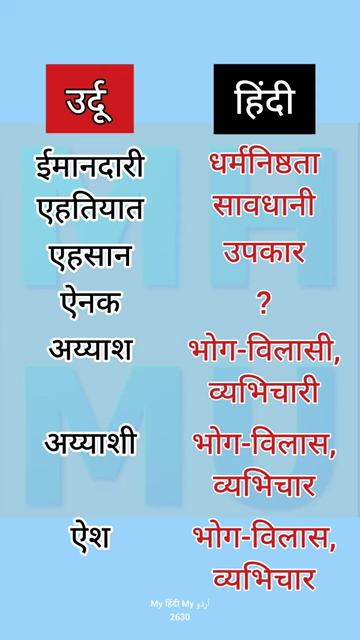 उर्दू हिंदी
ईमानदारी धर्मनिष्ठता
एहतियात सावधानी
एहसान उपकार
ऐनक ?
अय्याश भोग-विलासी,
व्यभिचारी
अय्याशी भोग-विलास,
व्यभिचार
ऐश भोग-विलास,
व्यभिचार
My हिंदी My اُردو
2630